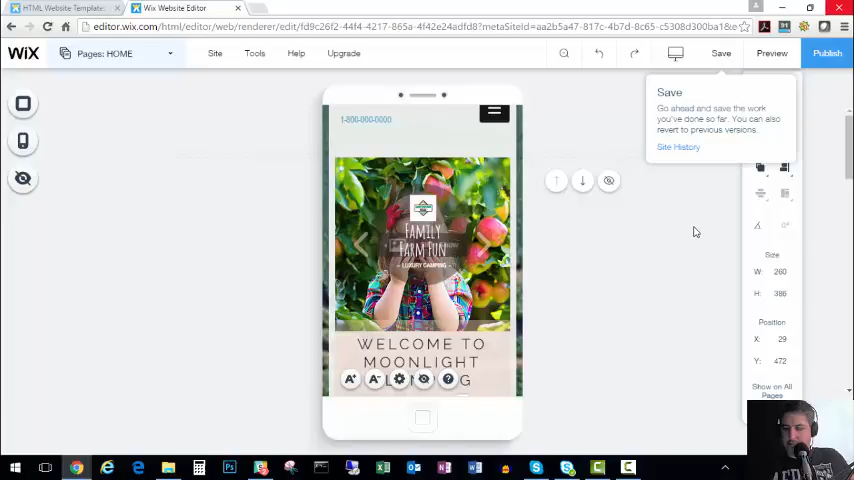 HTML Website Template:
Wix Website Editor
editor.wix.com/html/editor/web/renderer/edit/fd9c26f2-44f4-4217-865a-4f42e24adfd8?metaSiteId=aa2b5a47-817c-4b7d-8c65-c5308d300ba1&e
WiX
Pages: HOME
Site
Tools
Help
Upgrade
Save
Preview
Publish
Save
Go ahead and save the work
you've done so far. You can also
revert to previous versions.
Site History
1-800-000-0000
FAMILY
FARM FUN
LUXURY CAMPING
WELCOME TO
MOONLIGHT
A+
A-
?
0°
Size
W: 260
H: 386
Position
X: 29
Y: 472
Show on All
Pages